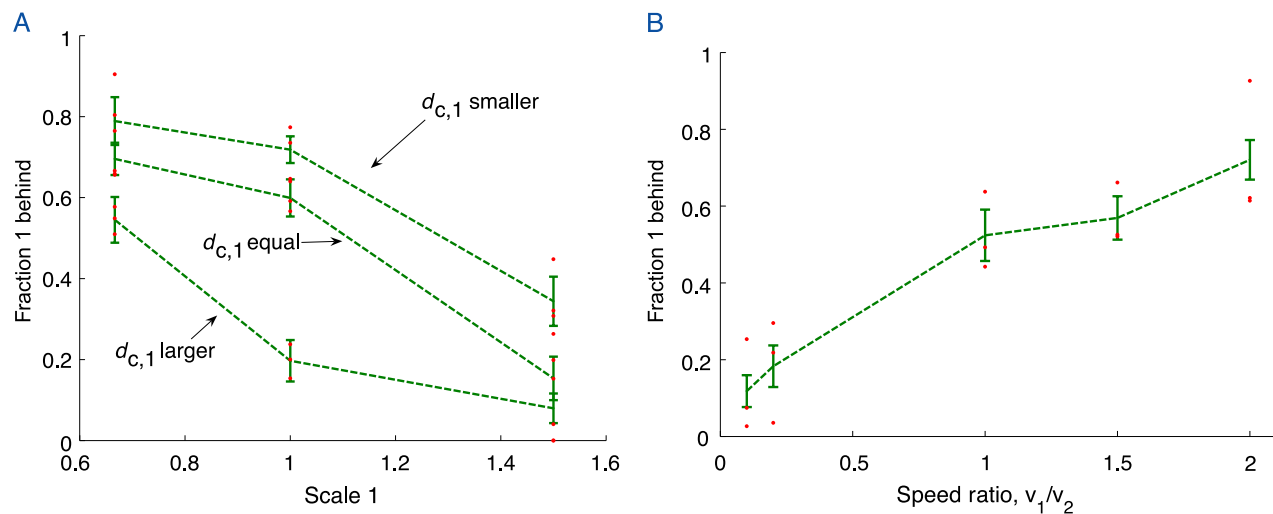 A
1
0.8
0.6
0.4
0.2
0
0.6
0.8
1
1.2
1.4
1.6
Fraction 1 behind
Scale 1
dc,1 smaller
dc,1 equal
dc,1 larger
B
1
0.8
0.6
0.4
0.2
0
0.5
1
1.5
2
Fraction 1 behind
Speed ratio, v1/v2